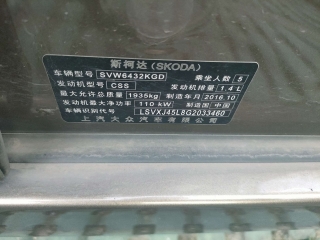 斯柯达(SKODA)
车辆型号 SVW6432KGD 乘坐人数 5
发动机型号 CSS 发动机排量 1.4L
最大允许总质量 1935kg 制造年月 2016.10
发动机最大净功率 110 kW 制造国 中国
车辆识别代号 LSVXJ45L8G2033460
上汽大众汽车有限公司